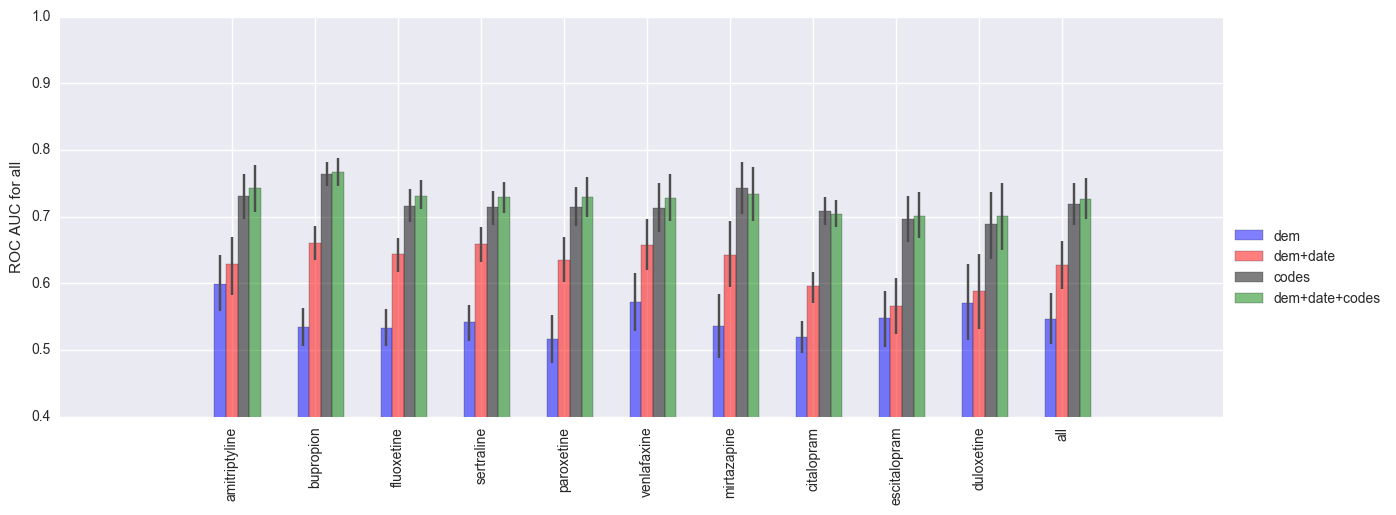 1.0
0.9
0.8
0.7
0.6
0.5
0.4
ROC AUC for all
amitriptyline
bupropion
fluoxetine
sertraline
paroxetine
venlafaxine
mirtazapine
citalopram
escitalopram
duloxetine
all
dem
dem+date
codes
dem+date+codes